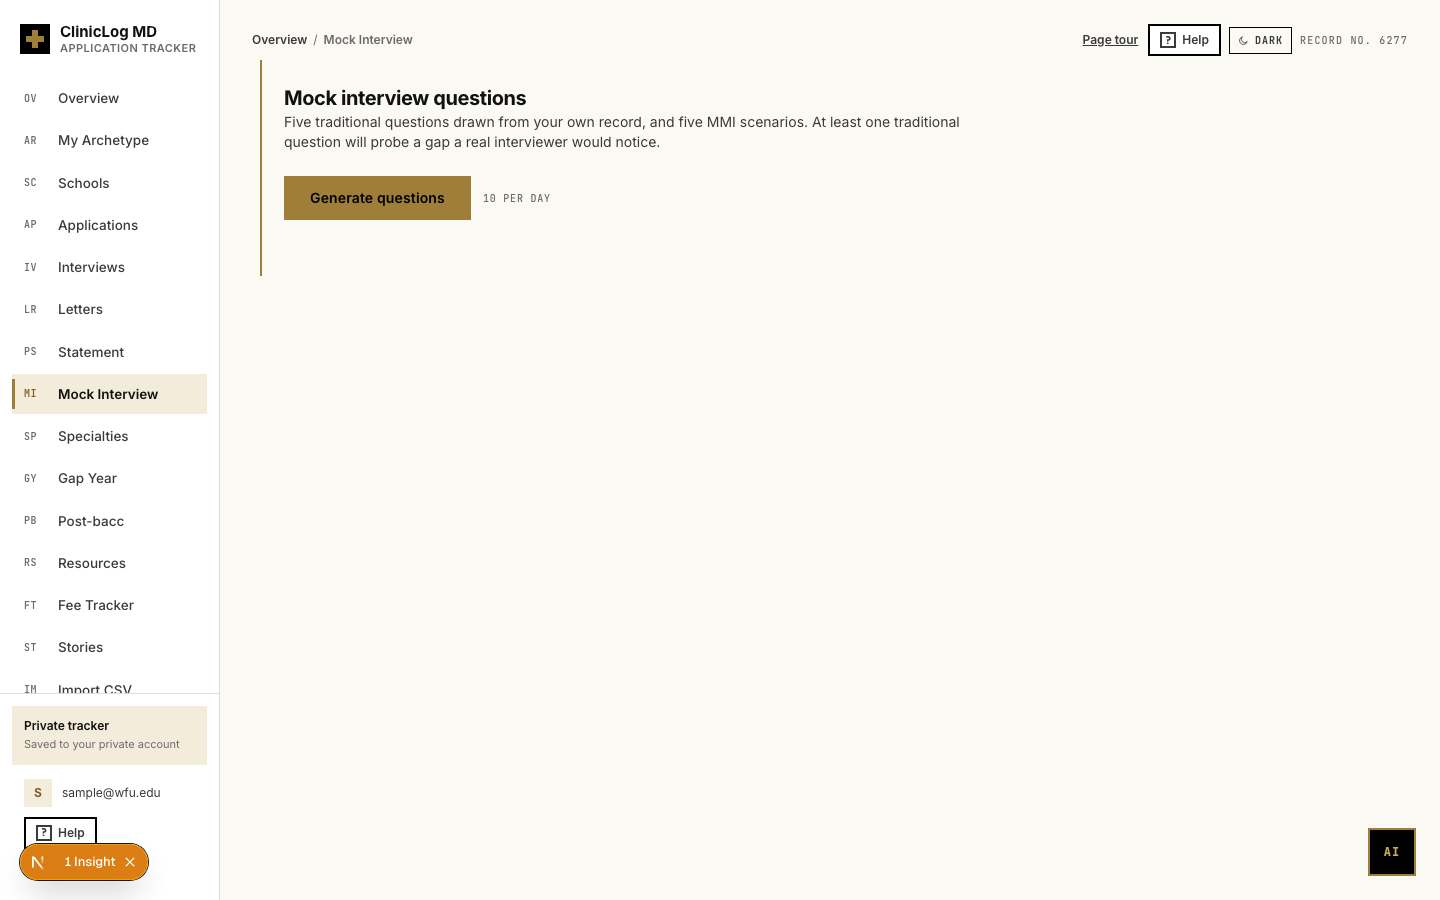 ClinicLog MD
APPLICATION TRACKER
OV Overview
AR My Archetype
SC Schools
AP Applications
IV Interviews
LR Letters
PS Statement
MI Mock Interview
SP Specialties
GY Gap Year
PB Post-bacc
RS Resources
FT Fee Tracker
ST Stories
IM Import CSV
Private tracker
Saved to your private account
S sample@wfu.edu
? Help
N 1 Insight
Overview / Mock Interview
Page tour ? Help DARK RECORD NO. 6277
Mock interview questions
Five traditional questions drawn from your own record, and five MMI scenarios. At least one traditional
question will probe a gap a real interviewer would notice.
Generate questions 10 PER DAY
AI